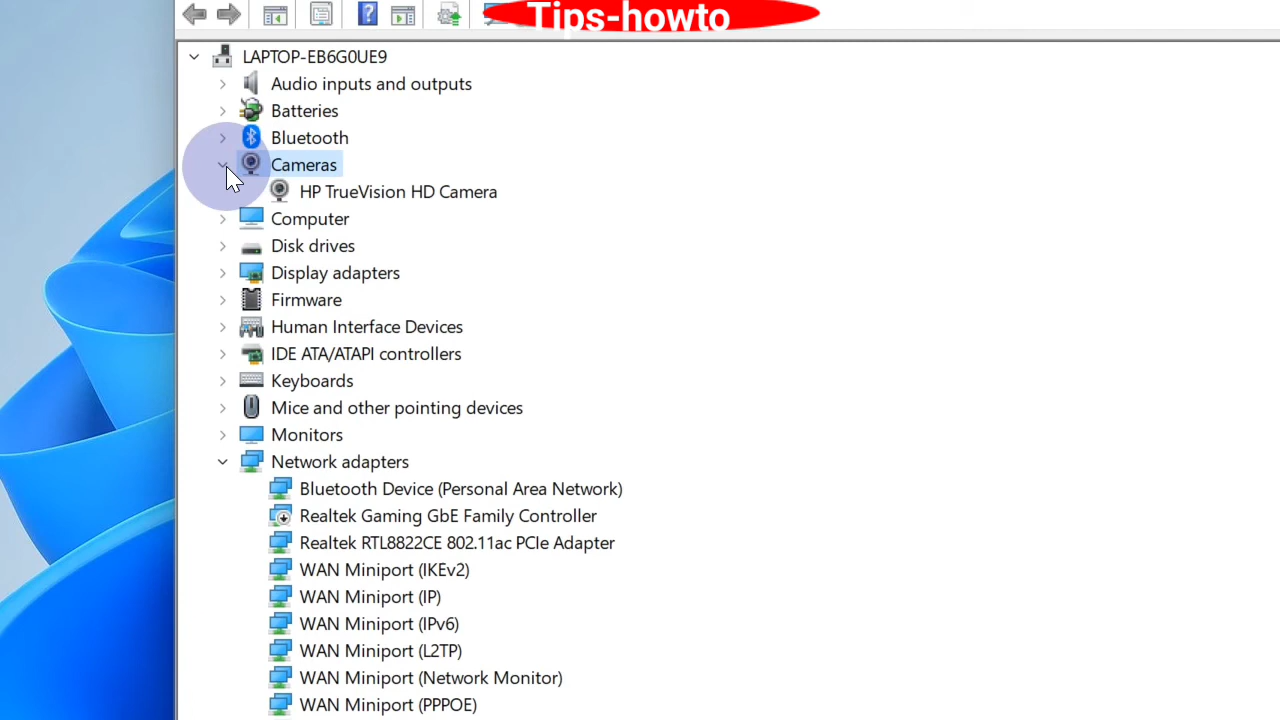 Tips-howto
LAPTOP-EB6G0UE9
Audio inputs and outputs
Batteries
Bluetooth
Cameras
HP TrueVision HD Camera
Computer
Disk drives
Display adapters
Firmware
Human Interface Devices
IDE ATA/ATAPI controllers
Keyboards
Mice and other pointing devices
Monitors
Network adapters
Bluetooth Device (Personal Area Network)
Realtek Gaming GbE Family Controller
Realtek RTL8822CE 802.11ac PCIe Adapter
WAN Miniport (IKEv2)
WAN Miniport (IP)
WAN Miniport (IPv6)
WAN Miniport (L2TP)
WAN Miniport (Network Monitor)
WAN Miniport (PPPOE)